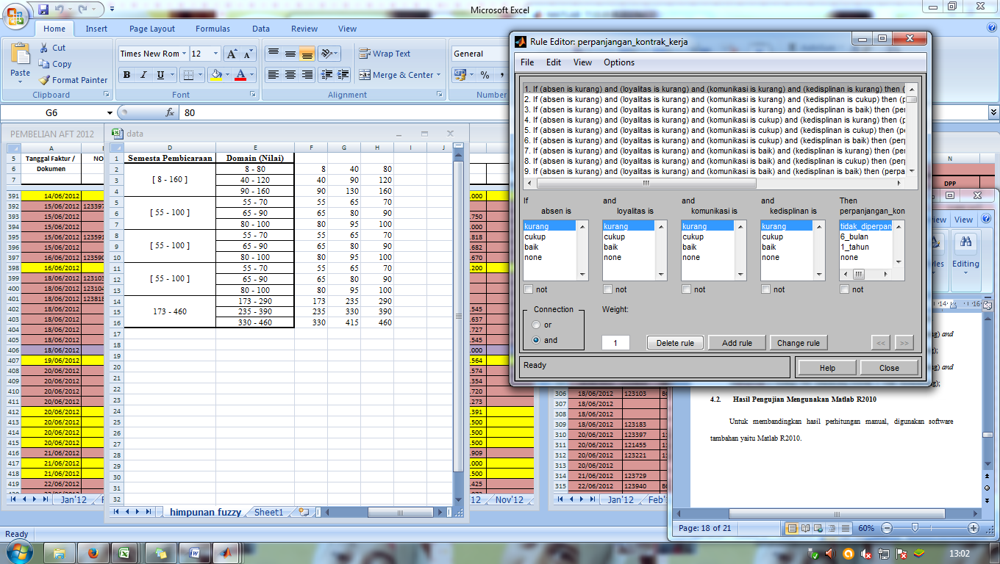 Microsoft Excel
Home Insert Page Layout Formulas Data Review View
Paste
Cut
Copy
Format Painter
Clipboard
Times New Rom 12
B I U
Font
Wrap Text
Merge & Center
Alignment
General
%
Number
G6 fx 80
PEMBELIAN AFT 2012
A
5 Tanggal Faktur / NO
6 Dokumen
7
391 14/06/2012
392 15/06/2012 123397
393 15/06/2012
394 15/06/2012
395 15/06/2012
396 15/06/2012
397 16/06/2012
398 18/06/2012
400 18/06/2012
401 18/06/2012
402 18/06/2012
403 18/06/2012
404 18/06/2012
405 18/06/2012
406 18/06/2012
407 19/06/2012
408 20/06/2012
409 20/06/2012
410 20/06/2012
411 20/06/2012
412 20/06/2012
413 20/06/2012
414 20/06/2012
415 20/06/2012
416 21/06/2012
417 21/06/2012
418 21/06/2012
419 22/06/2012
Jan'12
data
D E F G H I J
1 Semesta Pembicaraan Domain (Nilai)
2 8 - 80 8 40 80
3 [ 8 - 160 ] 40 - 120 40 90 120
4 90 - 160 90 130 160
5 55 - 70 55 65 70
6 [ 55 - 100 ] 65 - 90 65 80 90
7 80 - 100 80 95 100
8 55 - 70 55 65 70
9 [ 55 - 100 ] 65 - 90 65 80 90
10 80 - 100 80 95 100
11 55 - 70 55 65 70
12 [ 55 - 100 ] 65 - 90 65 80 90
13 80 - 100 80 95 100
14 173 - 290 173 235 290
15 173 - 460 235 - 390 235 330 390
16 330 - 460 330 415 460
17
18
19
20
21
22
23
24
25
26
27
28
29
30
31
32
himpunan fuzzy Sheet1
.000
.750
.818
.682
.670
.200
.545
.637
.727
.545
.000
.564
.574
.354
.720
.273
.391
.500
.500
.500
.909
.000
.500
.425
'12 Nov'12
Rule Editor: perpanjangan_kontrak_kerja
File Edit View Options
1. If (absen is kurang) and (loyalitas is kurang) and (komunikasi is kurang) and (kedisplinan is kurang) then (
2. If (absen is kurang) and (loyalitas is kurang) and (komunikasi is kurang) and (kedisplinan is cukup) then (p
3. If (absen is kurang) and (loyalitas is kurang) and (komunikasi is kurang) and (kedisplinan is baik) then (per
4. If (absen is kurang) and (loyalitas is kurang) and (komunikasi is cukup) and (kedisplinan is kurang) then (p
5. If (absen is kurang) and (loyalitas is kurang) and (komunikasi is cukup) and (kedisplinan is cukup) then (pe
6. If (absen is kurang) and (loyalitas is kurang) and (komunikasi is cukup) and (kedisplinan is baik) then (perp
7. If (absen is kurang) and (loyalitas is kurang) and (komunikasi is baik) and (kedisplinan is kurang) then (per
8. If (absen is kurang) and (loyalitas is kurang) and (komunikasi is baik) and (kedisplinan is cukup) then (perp
9. If (absen is kurang) and (loyalitas is kurang) and (komunikasi is baik) and (kedisplinan is baik) then (perpa
If and and and Then
absen is loyalitas is komunikasi is kedisplinan is perpanjangan_kon
kurang kurang kurang kurang tidak_diperpan
cukup cukup cukup cukup 6_bulan
baik baik baik baik 1_tahun
none none none none none
not not not not not
Connection
or
and
Weight:
1
Delete rule Add rule Change rule << >>
Ready
Help Close
N
DPP
iew View
Editing
14 16
g) and
g);
g) and
g);
4.2. Hasil Pengujian Mengunakan Matlab R2010
Untuk membandingkan hasil perhitungan manual, digunakan software
tambahan yaitu Matlab R2010.
306 18/06/2012 123103
307 18/06/2012
308 18/06/2012
309 18/06/2012 123183
310 20/06/2012 123397
311 20/06/2012 121455
312 20/06/2012 123221
313 20/06/2012
314 21/06/2012 123729
315 22/06/2012 123940
Jan'12 Feb'
Page: 18 of 21 60%
Ready
13:02